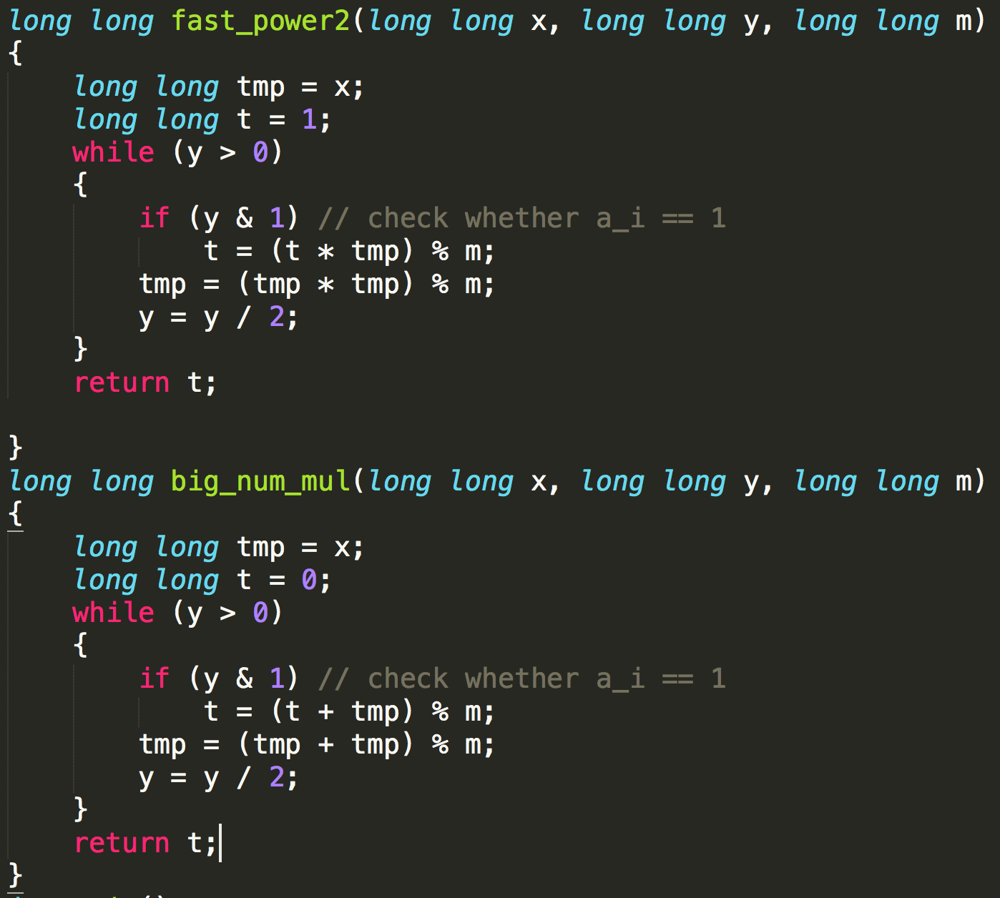 long long fast_power2(long long x, long long y, long long m)
{
    long long tmp = x;
    long long t = 1;
    while (y > 0)
    {
        if (y & 1) // check whether a_i == 1
            t = (t * tmp) % m;
        tmp = (tmp * tmp) % m;
        y = y / 2;
    }
    return t;

}
long long big_num_mul(long long x, long long y, long long m)
{
    long long tmp = x;
    long long t = 0;
    while (y > 0)
    {
        if (y & 1) // check whether a_i == 1
            t = (t + tmp) % m;
        tmp = (tmp + tmp) % m;
        y = y / 2;
    }
    return t;
}